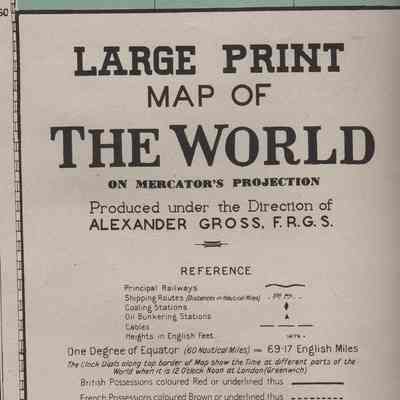 60
LARGE PRINT
MAP OF
THE WORLD
ON MERCATOR'S PROJECTION
Produced under the Direction of
ALEXANDER GROSS, F.R.G.S.
REFERENCE
Principal Railways
Shipping Routes (Distances in Nautical Miles)
Coaling Stations
Oil Bunkering Stations
Cables
Heights in English Feet
One Degree of Equator (60 Nautical Miles) = 69·17 English Miles
The Clock Dials along top border of Map show the Time at different parts of the
World when it is 12 O'Clock Noon at London (Greenwich)
British Possessions coloured Red or underlined thus
French Possessions coloured Brown or underlined thus